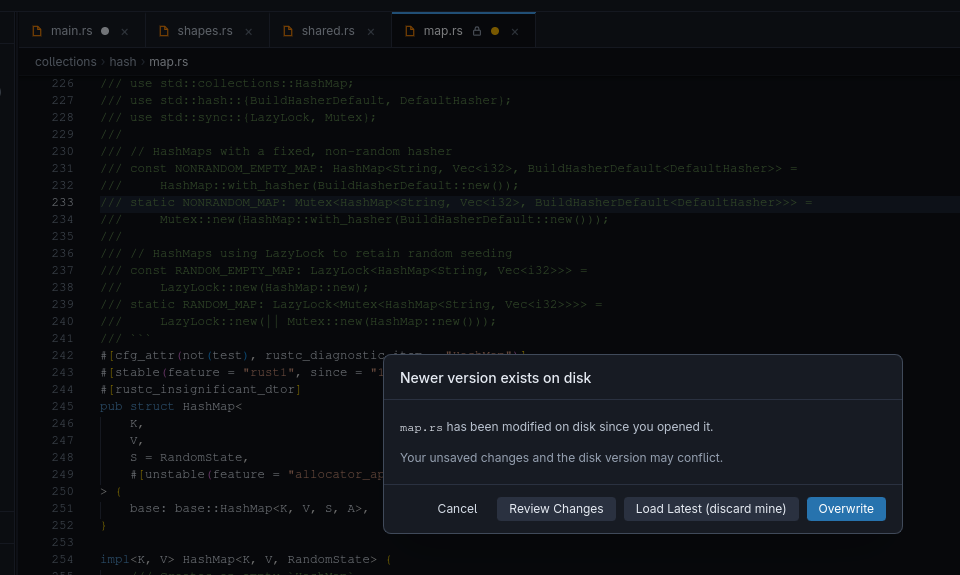 main.rs × shapes.rs × shared.rs × map.rs ×
collections › hash › map.rs
226 /// use std::collections::HashMap;
227 /// use std::hash::{BuildHasherDefault, DefaultHasher};
228 /// use std::sync::{LazyLock, Mutex};
229 ///
230 /// // HashMaps with a fixed, non-random hasher
231 /// const NONRANDOM_EMPTY_MAP: HashMap<String, Vec<i32>, BuildHasherDefault<DefaultHasher>> =
232 ///     HashMap::with_hasher(BuildHasherDefault::new());
233 /// static NONRANDOM_MAP: Mutex<HashMap<String, Vec<i32>, BuildHasherDefault<DefaultHasher>>> =
234 ///     Mutex::new(HashMap::with_hasher(BuildHasherDefault::new()));
235 ///
236 /// // HashMaps using LazyLock to retain random seeding
237 /// const RANDOM_EMPTY_MAP: LazyLock<HashMap<String, Vec<i32>>> =
238 ///     LazyLock::new(HashMap::new);
239 /// static RANDOM_MAP: LazyLock<Mutex<HashMap<String, Vec<i32>>>> =
240 ///     LazyLock::new(|| Mutex::new(HashMap::new()));
241 /// ```
242 #[cfg_attr(not(test), rustc_diagnostic_item = "HashMap")]
243 #[stable(feature = "rust1", since = "1
244 #[rustc_insignificant_dtor]
245 pub struct HashMap<
246     K,
247     V,
248     S = RandomState,
249     #[unstable(feature = "allocator_ap
250 > {
251     base: base::HashMap<K, V, S, A>,
252 }
253
254 impl<K, V> HashMap<K, V, RandomState> {
Newer version exists on disk
map.rs has been modified on disk since you opened it.
Your unsaved changes and the disk version may conflict.
Cancel Review Changes Load Latest (discard mine) Overwrite